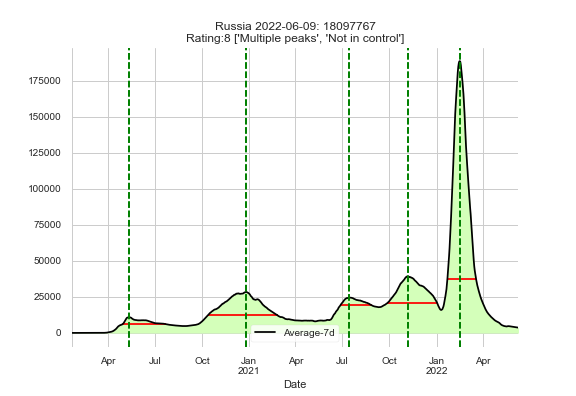 Russia 2022-06-09: 18097767
Rating:8 ['Multiple peaks', 'Not in control']
175000
150000
125000
100000
75000
50000
25000
0
Average-7d
Apr Jul Oct Jan Apr Jul Oct Jan Apr
2021 2022
Date